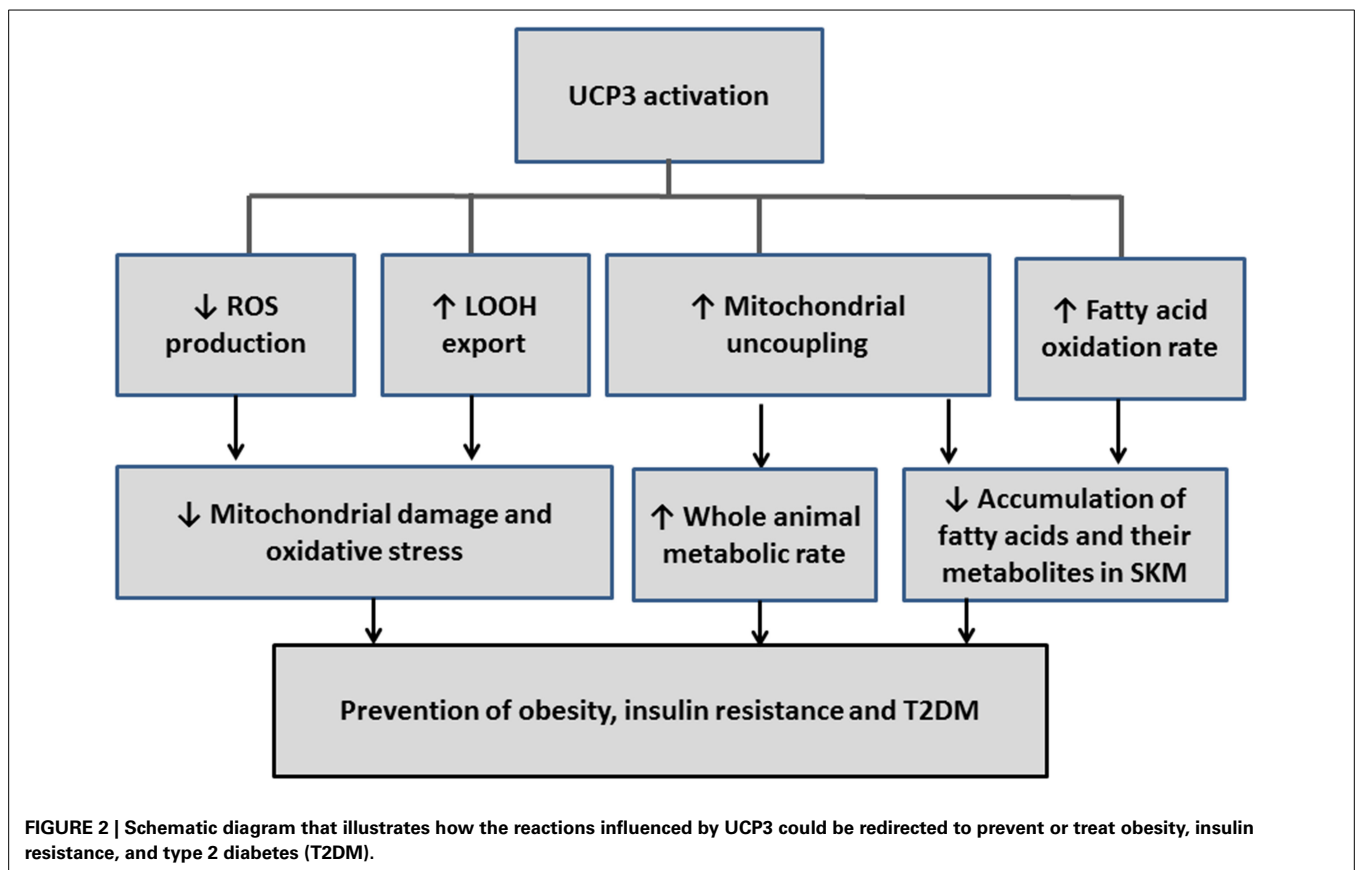 UCP3 activation
↓ ROS
production
↑ LOOH
export
↑ Mitochondrial
uncoupling
↑ Fatty acid
oxidation rate
↓ Mitochondrial damage and
oxidative stress
↑ Whole animal
metabolic rate
↓ Accumulation of
fatty acids and their
metabolites in SKM
Prevention of obesity, insulin resistance and T2DM
FIGURE 2 | Schematic diagram that illustrates how the reactions influenced by UCP3 could be redirected to prevent or treat obesity, insulin
resistance, and type 2 diabetes (T2DM).